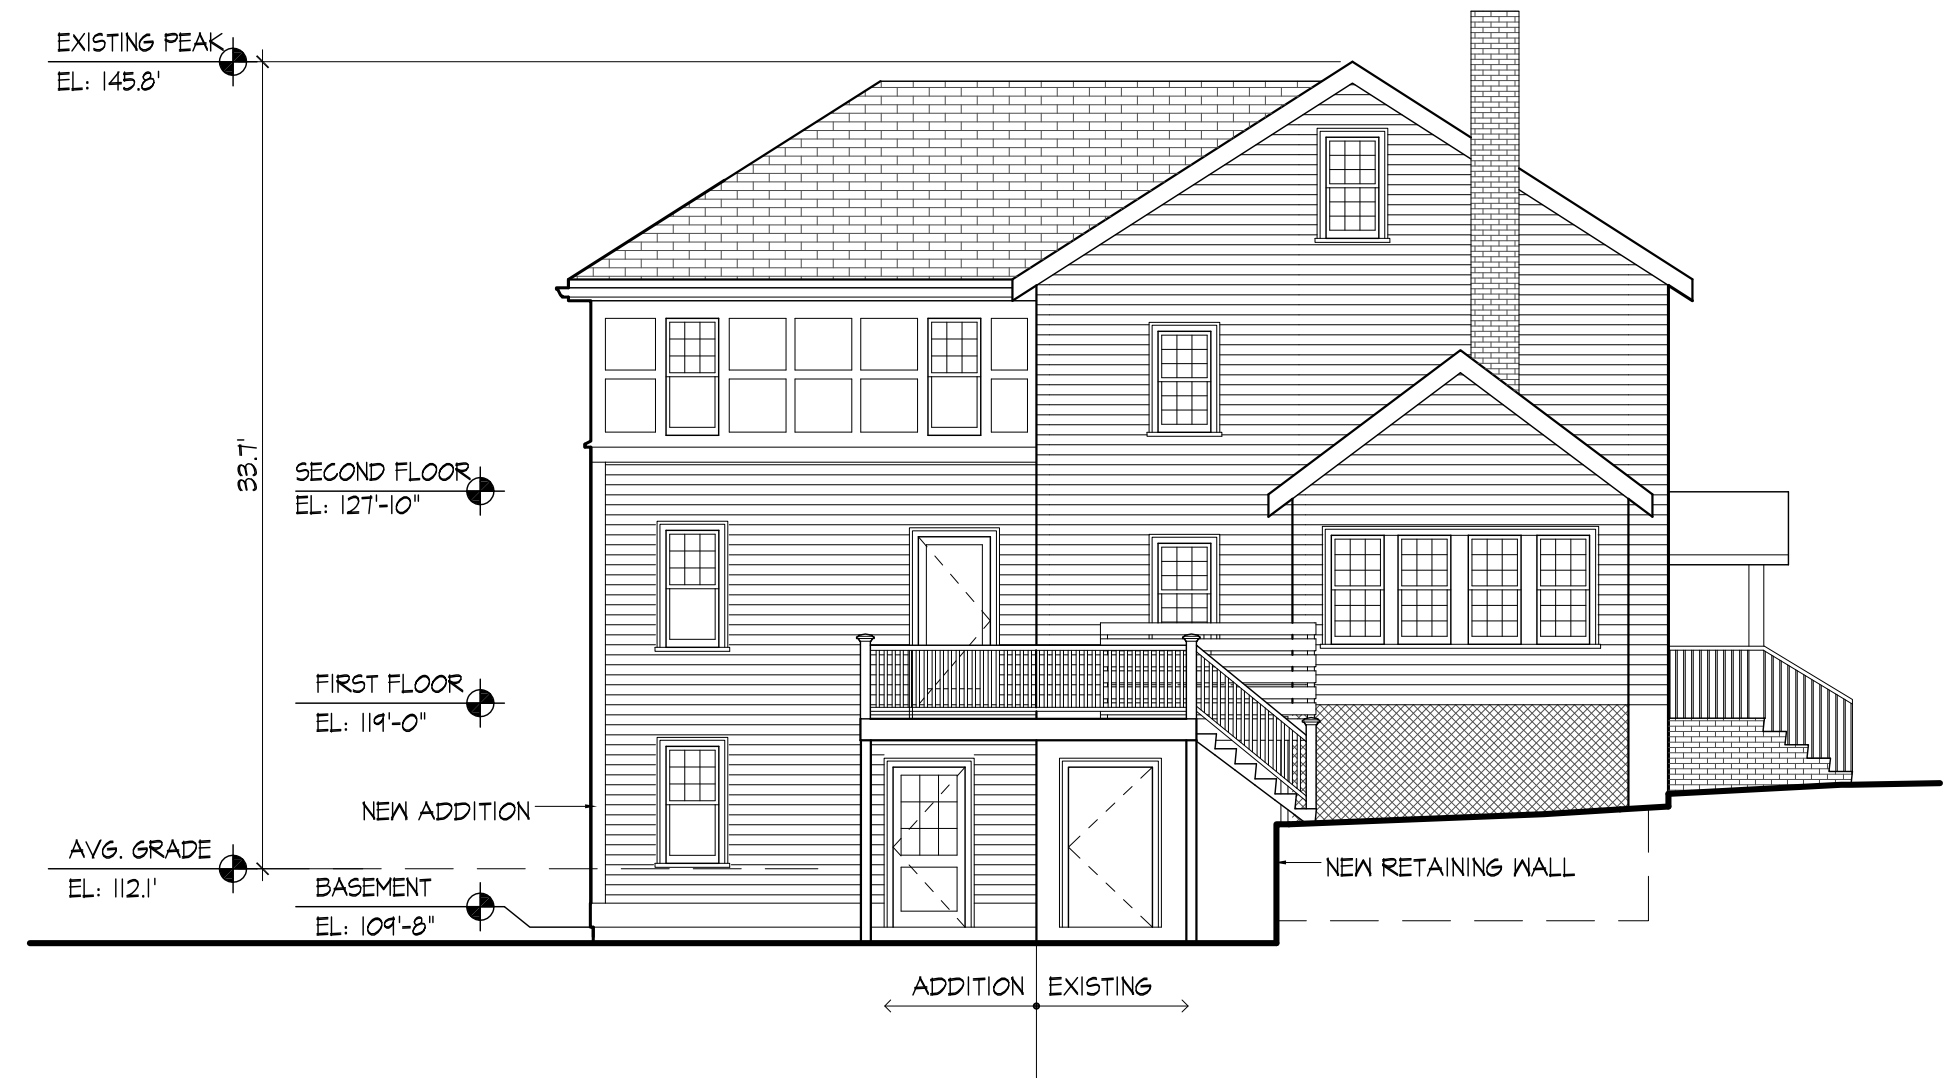 EXISTING PEAK
EL: 145.8'
33.7'
SECOND FLOOR
EL: 127'-10"
FIRST FLOOR
EL: 119'-0"
NEW ADDITION
AVG. GRADE
EL: 112.1'
BASEMENT
EL: 109'-8"
NEW RETAINING WALL
ADDITION EXISTING